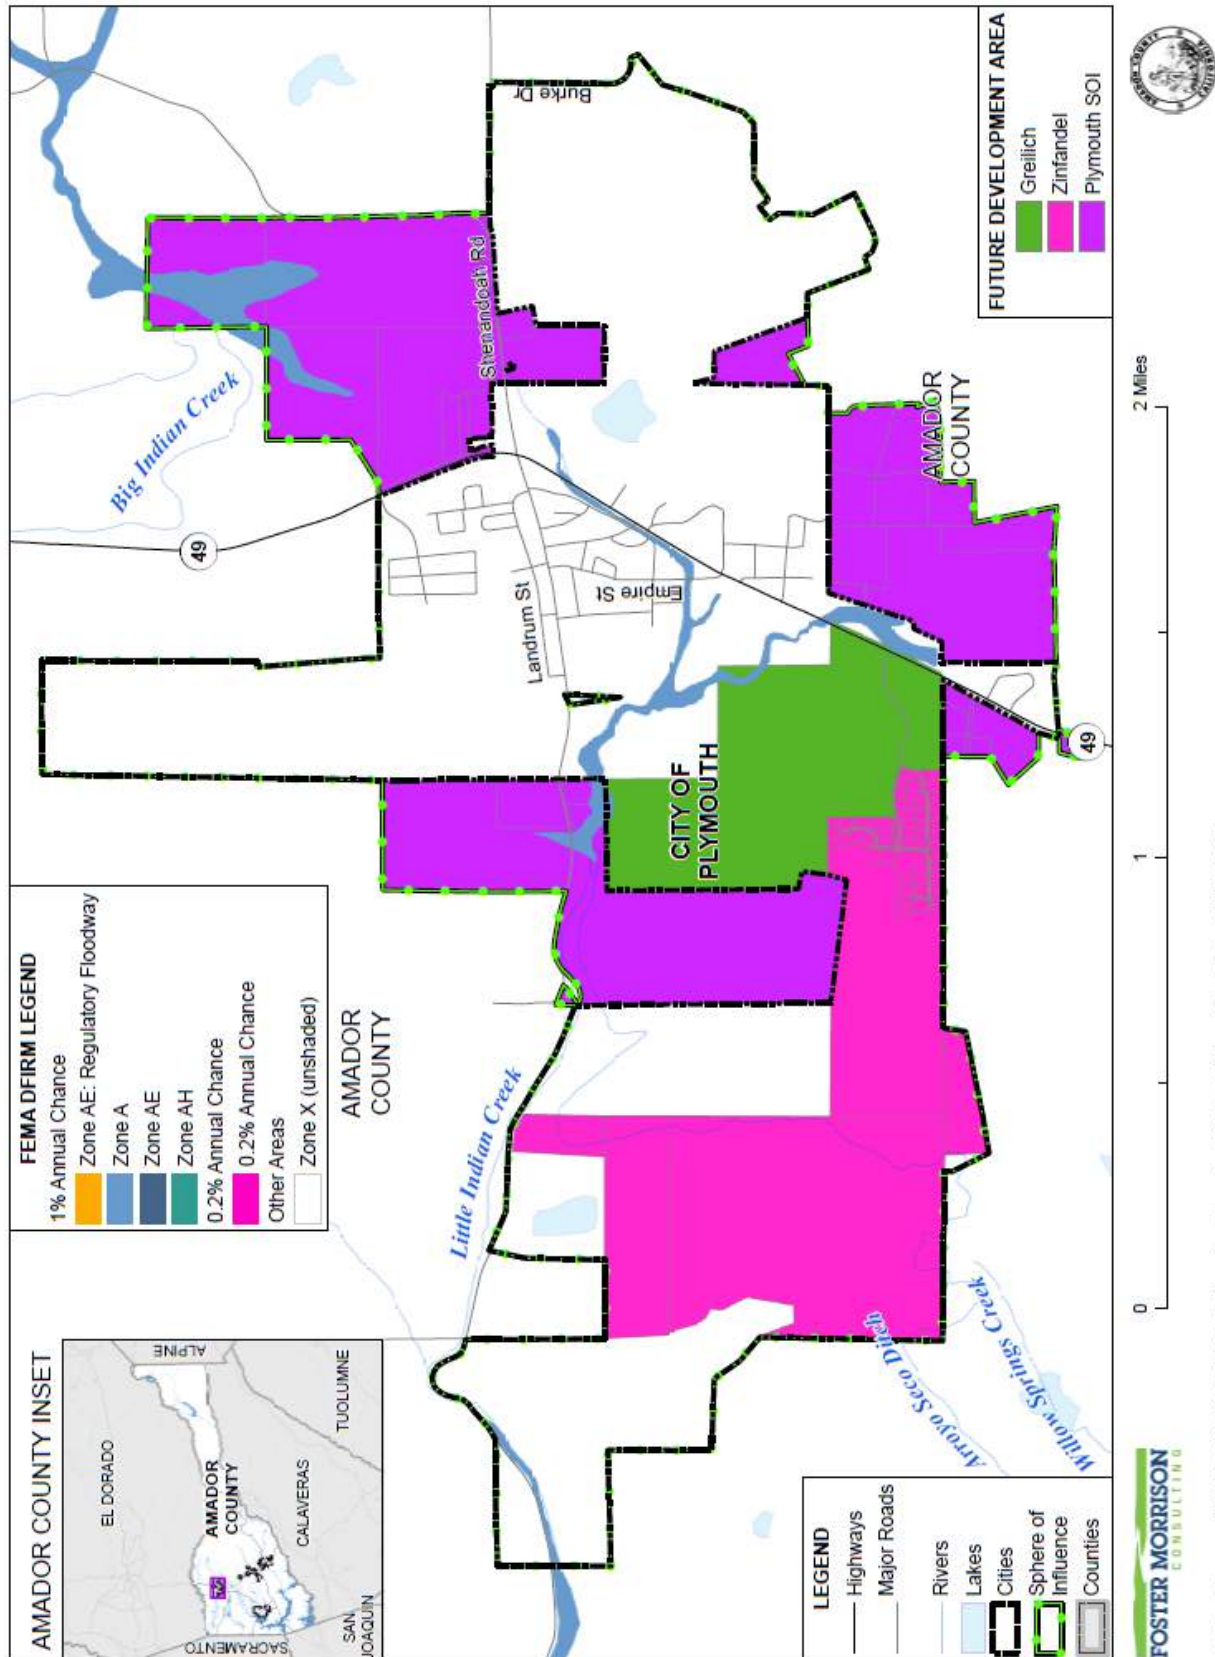 AMADOR COUNTY INSET
EL DORADO
ALPINE
AMADOR
COUNTY
SACRAMENTO
CALAVERAS
TUOLUMNE
SAN
JOAQUIN
FEMA DFIRM LEGEND
1% Annual Chance
Zone AE: Regulatory Floodway
Zone A
Zone AE
Zone AH
0.2% Annual Chance
0.2% Annual Chance
Other Areas
Zone X (unshaded)
AMADOR
COUNTY
Big Indian Creek
49
Shenandoah Rd
Burke Dr
Landrum St
Empire St
Little Indian Creek
CITY OF
PLYMOUTH
AMADOR
COUNTY
49
Arroyo Seco Ditch
Willow Springs Creek
LEGEND
Highways
Major Roads
Rivers
Lakes
Cities
Sphere of
Influence
Counties
FUTURE DEVELOPMENT AREA
Greilich
Zinfandel
Plymouth SOI
0
1
2 Miles
FOSTER MORRISON
CONSULTING
AMADOR COUNTY